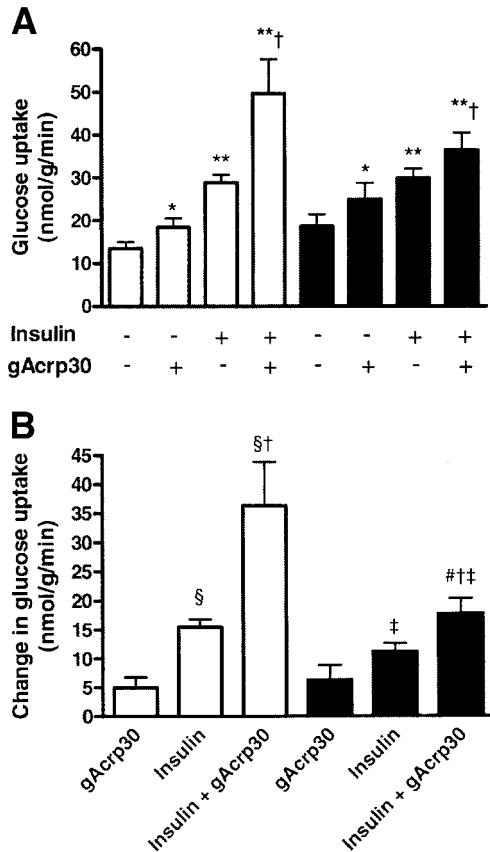 A
Glucose uptake
(nmol/g/min)
60
50
40
30
20
10
0
*
**
**†
*
**
**†
Insulin - - + + - - + +
gAcrp30 - + - + - + - +
B
Change in glucose uptake
(nmol/g/min)
45
40
35
30
25
20
15
10
5
0
§
§†
‡
#†‡
gAcrp30
Insulin
Insulin + gAcrp30
gAcrp30
Insulin
Insulin + gAcrp30